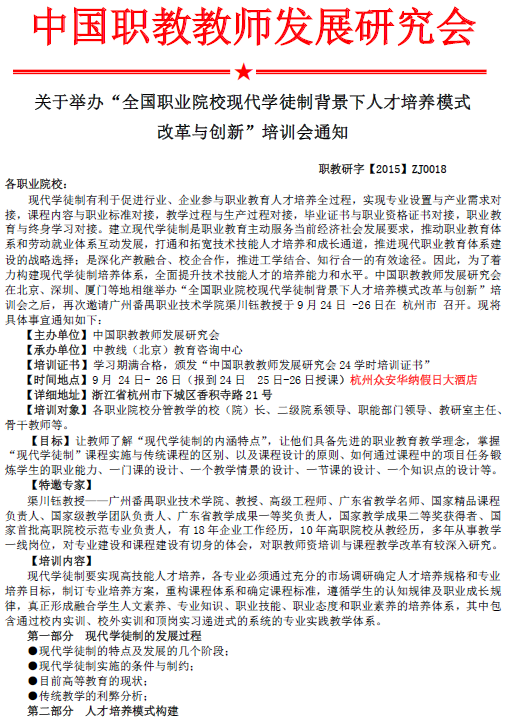 中国职教教师发展研究会
关于举办“全国职业院校现代学徒制背景下人才培养模式
改革与创新”培训会通知
职教研字【2015】ZJ0018
各职业院校：
现代学徒制有利于促进行业、企业参与职业教育人才培养全过程，实现专业设置与产业需求对
接，课程内容与职业标准对接，教学过程与生产过程对接，毕业证书与职业资格证书对接，职业教
育与终身学习对接。建立现代学徒制是职业教育主动服务当前经济社会发展要求，推动职业教育体
系和劳动就业体系互动发展，打通和拓宽技术技能人才培养和成长通道，推进现代职业教育体系建
设的战略选择；是深化产教融合、校企合作，推进工学结合、知行合一的有效途径。因此，为了着
力构建现代学徒制培养体系，全面提升技术技能人才的培养能力和水平。中国职教教师发展研究会
在北京、深圳、厦门等地相继举办“全国职业院校现代学徒制背景下人才培养模式改革与创新”培
训会之后，再次邀请广州番禺职业技术学院渠川钰教授于9月24日 -26日在 杭州市 召开。现将
具体事宜通知如下：
【主办单位】中国职教教师发展研究会
【承办单位】中教线（北京）教育咨询中心
【培训证书】学习期满合格，颁发“中国职教教师发展研究会24学时培训证书”
【时间地点】9月 24日- 26日（报到24日　25日-26日授课）杭州众安华纳假日大酒店
【详细地址】浙江省杭州市下城区香积寺路21号
【培训对象】各职业院校分管教学的校（院）长、二级院系领导、职能部门领导、教研室主任、
骨干教师等。
【目标】让教师了解“现代学徒制的内涵特点”，让他们具备先进的职业教育教学理念，掌握
“现代学徒制”课程实施与传统课程的区别、以及课程设计的原则、如何通过课程中的项目任务锻
炼学生的职业能力、一门课的设计、一个教学情景的设计、一节课的设计、一个知识点的设计等。
【特邀专家】
渠川钰教授——广州番禺职业技术学院、教授、高级工程师、广东省教学名师、国家精品课程
负责人、国家级教学团队负责人、广东省教学成果一等奖负责人，国家教学成果二等奖获得者、国
家首批高职院校示范专业负责人，有18年企业工作经历，10年高职院校从教经历，多年从事教学
一线岗位，对专业建设和课程建设有切身的体会，对职教师资培训与课程教学改革有较深入研究。
【培训内容】
现代学徒制要实现高技能人才培养，各专业必须通过充分的市场调研确定人才培养规格和专业
培养目标，制订专业培养方案，重构课程体系和确定课程标准，遵循学生的认知规律及职业成长规
律，真正形成融合学生人文素养、专业知识、职业技能、职业态度和职业素养的培养体系，其中包
含通过校内实训、校外实训和顶岗实习递进式的系统的专业实践教学体系。
第一部分　现代学徒制的发展过程
●现代学徒制的特点及发展的几个阶段；
●现代学徒制实施的条件与制约；
●目前高等教育的现状；
●传统教学的利弊分析；
第二部分　人才培养模式构建